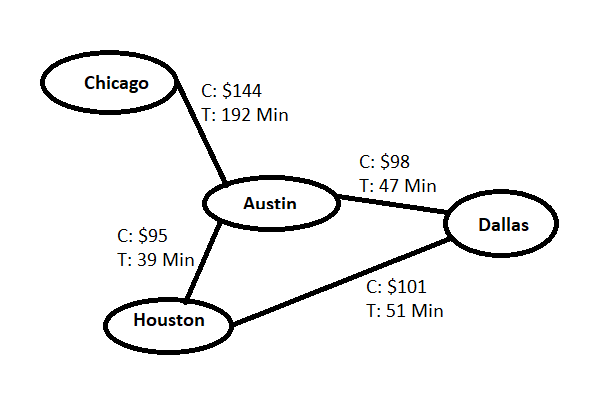 Chicago
C: $144
T: 192 Min
C: $98
T: 47 Min
Austin
Dallas
C: $95
T: 39 Min
C: $101
T: 51 Min
Houston